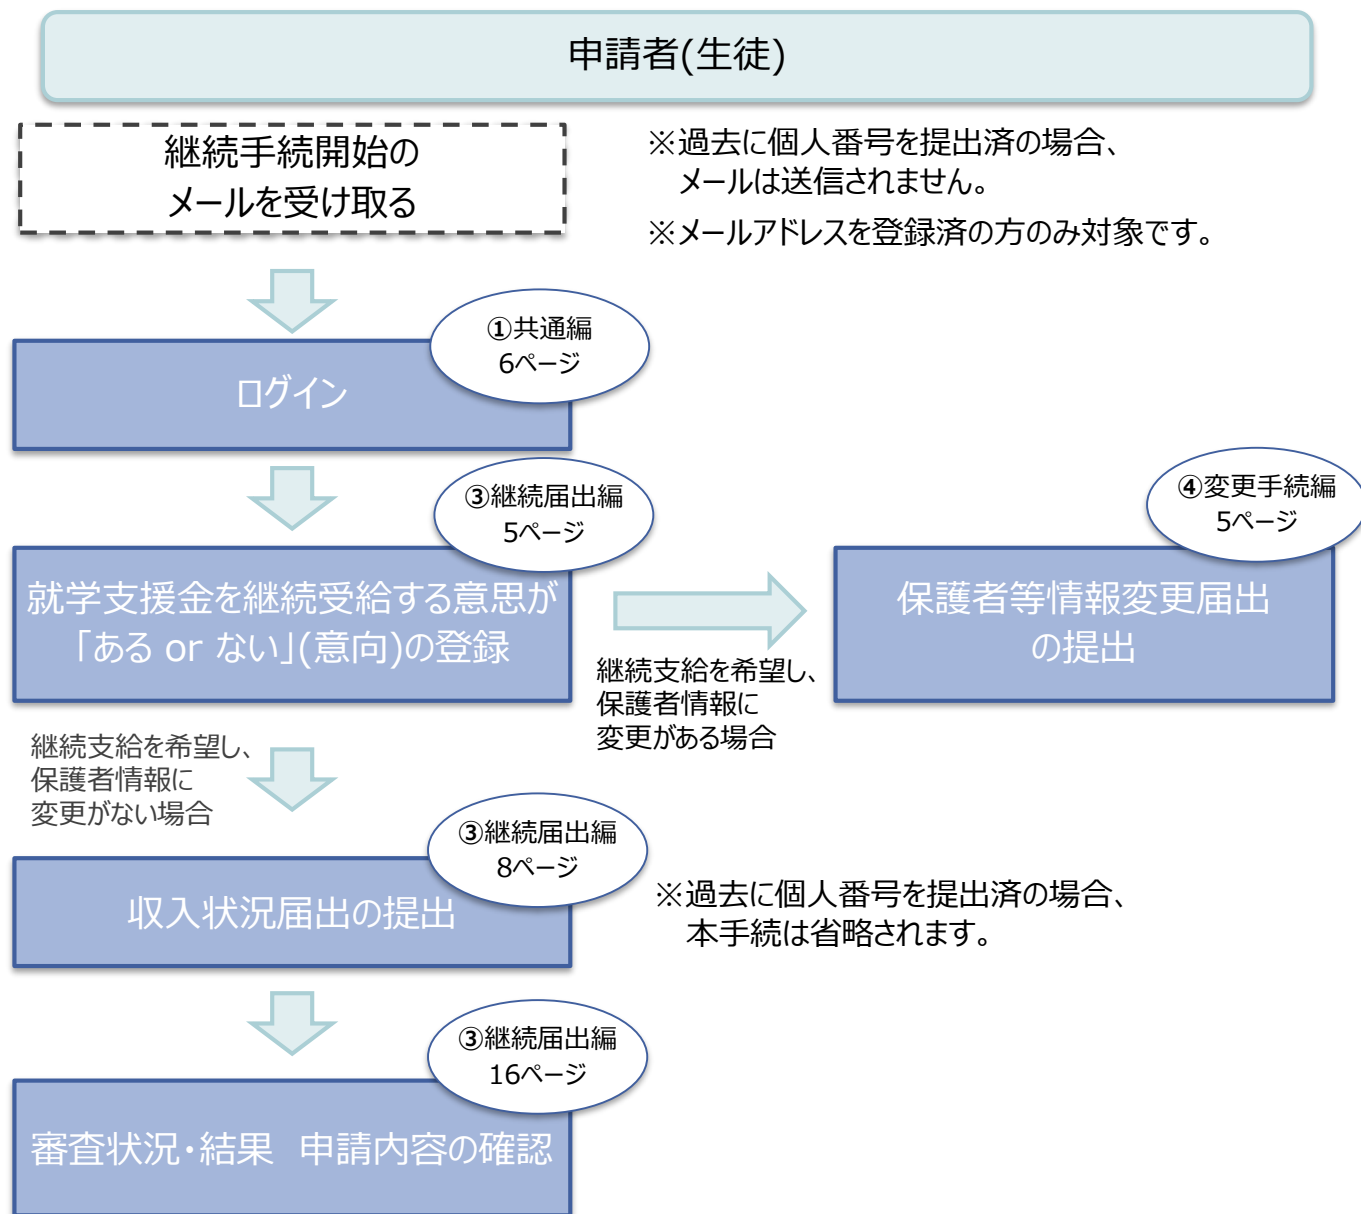 申請者(生徒)
継続手続開始の
メールを受け取る
※過去に個人番号を提出済の場合、
メールは送信されません。
※メールアドレスを登録済の方のみ対象です。
①共通編
6ページ
ログイン
③継続届出編
5ページ
就学支援金を継続受給する意思が
「ある or ない」(意向)の登録
継続支給を希望し、
保護者情報に
変更がある場合
④変更手続編
5ページ
保護者等情報変更届出
の提出
継続支給を希望し、
保護者情報に
変更がない場合
③継続届出編
8ページ
収入状況届出の提出
※過去に個人番号を提出済の場合、
本手続は省略されます。
③継続届出編
16ページ
審査状況・結果　申請内容の確認